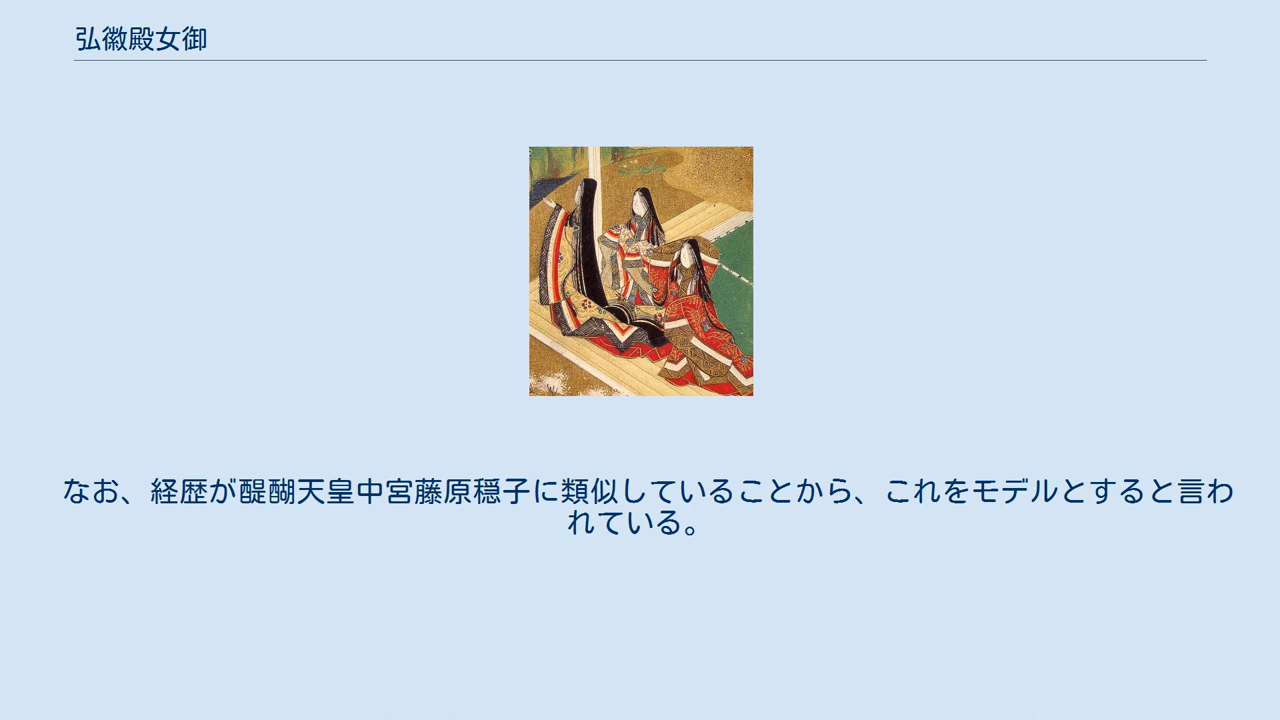 弘徽殿女御
なお、経歴が醍醐天皇中宮藤原穏子に類似していることから、これをモデルとすると言わ
れている。